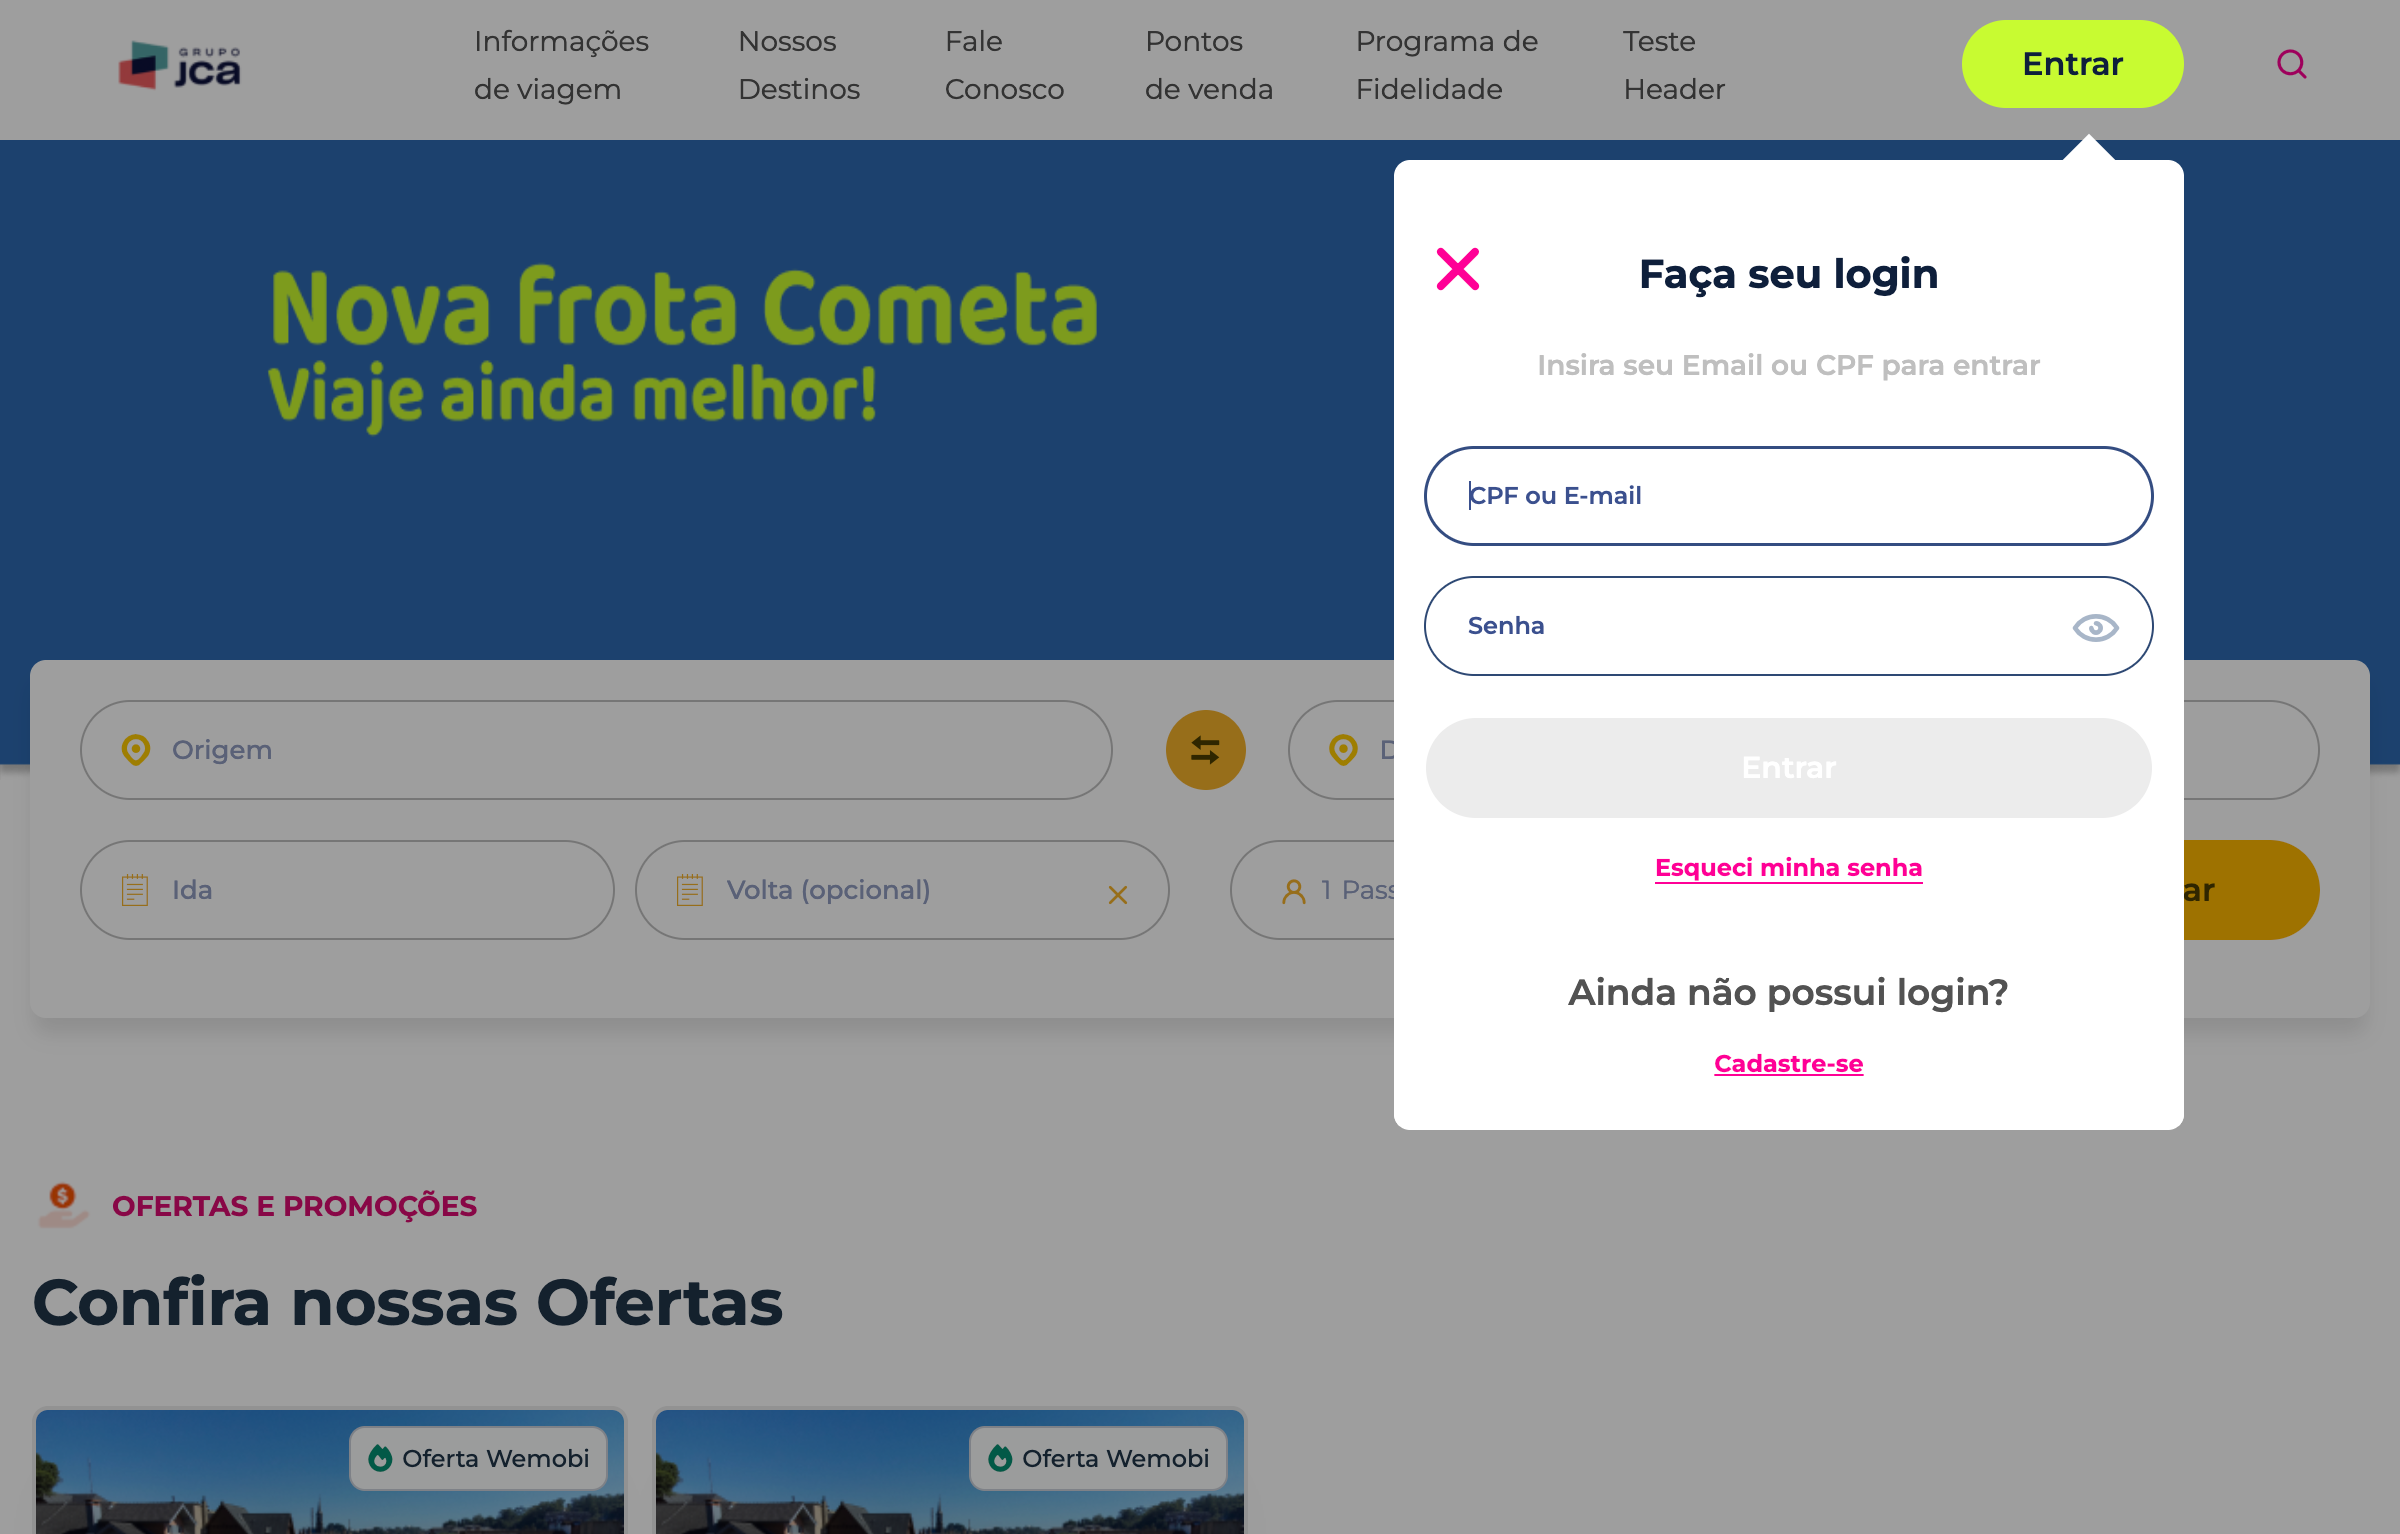 GRUPO
jca
Informações
de viagem
Nossos
Destinos
Fale
Conosco
Pontos
de venda
Programa de
Fidelidade
Teste
Header
Entrar
Nova frota Cometa
Viaje ainda melhor!
Faça seu login
Insira seu Email ou CPF para entrar
CPF ou E-mail
Senha
Entrar
Esqueci minha senha
Ainda não possui login?
Cadastre-se
Origem
Ida
Volta (opcional)
1
OFERTAS E PROMOÇÕES
Confira nossas Ofertas
Oferta Wemobi
Oferta Wemobi